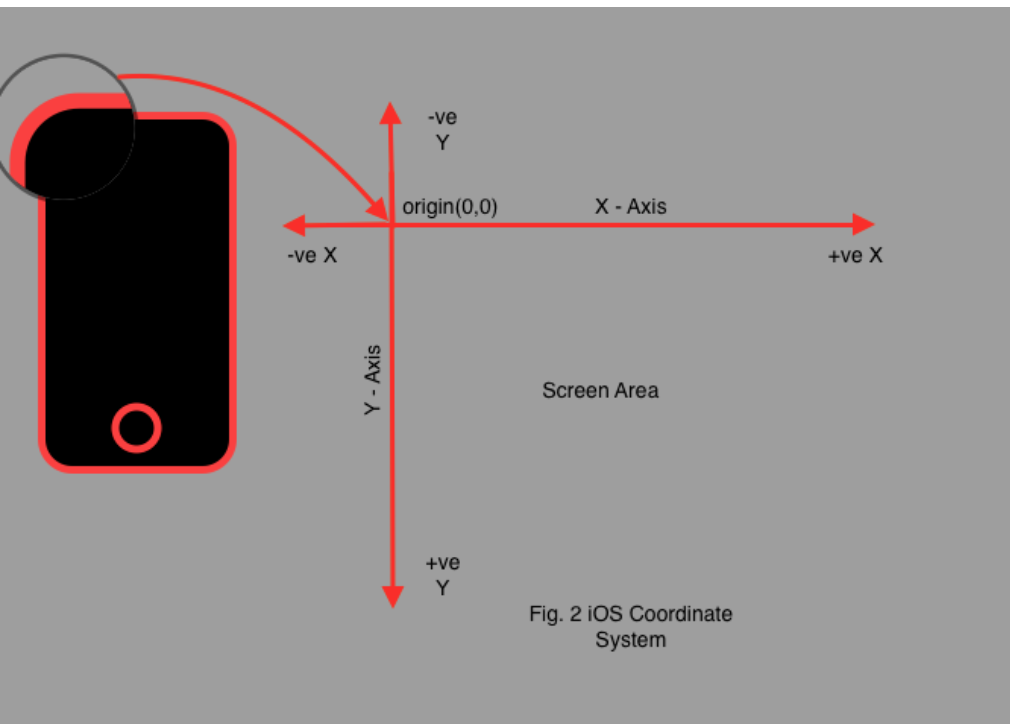 -ve
Y
origin(0,0)
X - Axis
-ve X
+ve X
Y - Axis
Screen Area
+ve
Y
Fig. 2 iOS Coordinate
System